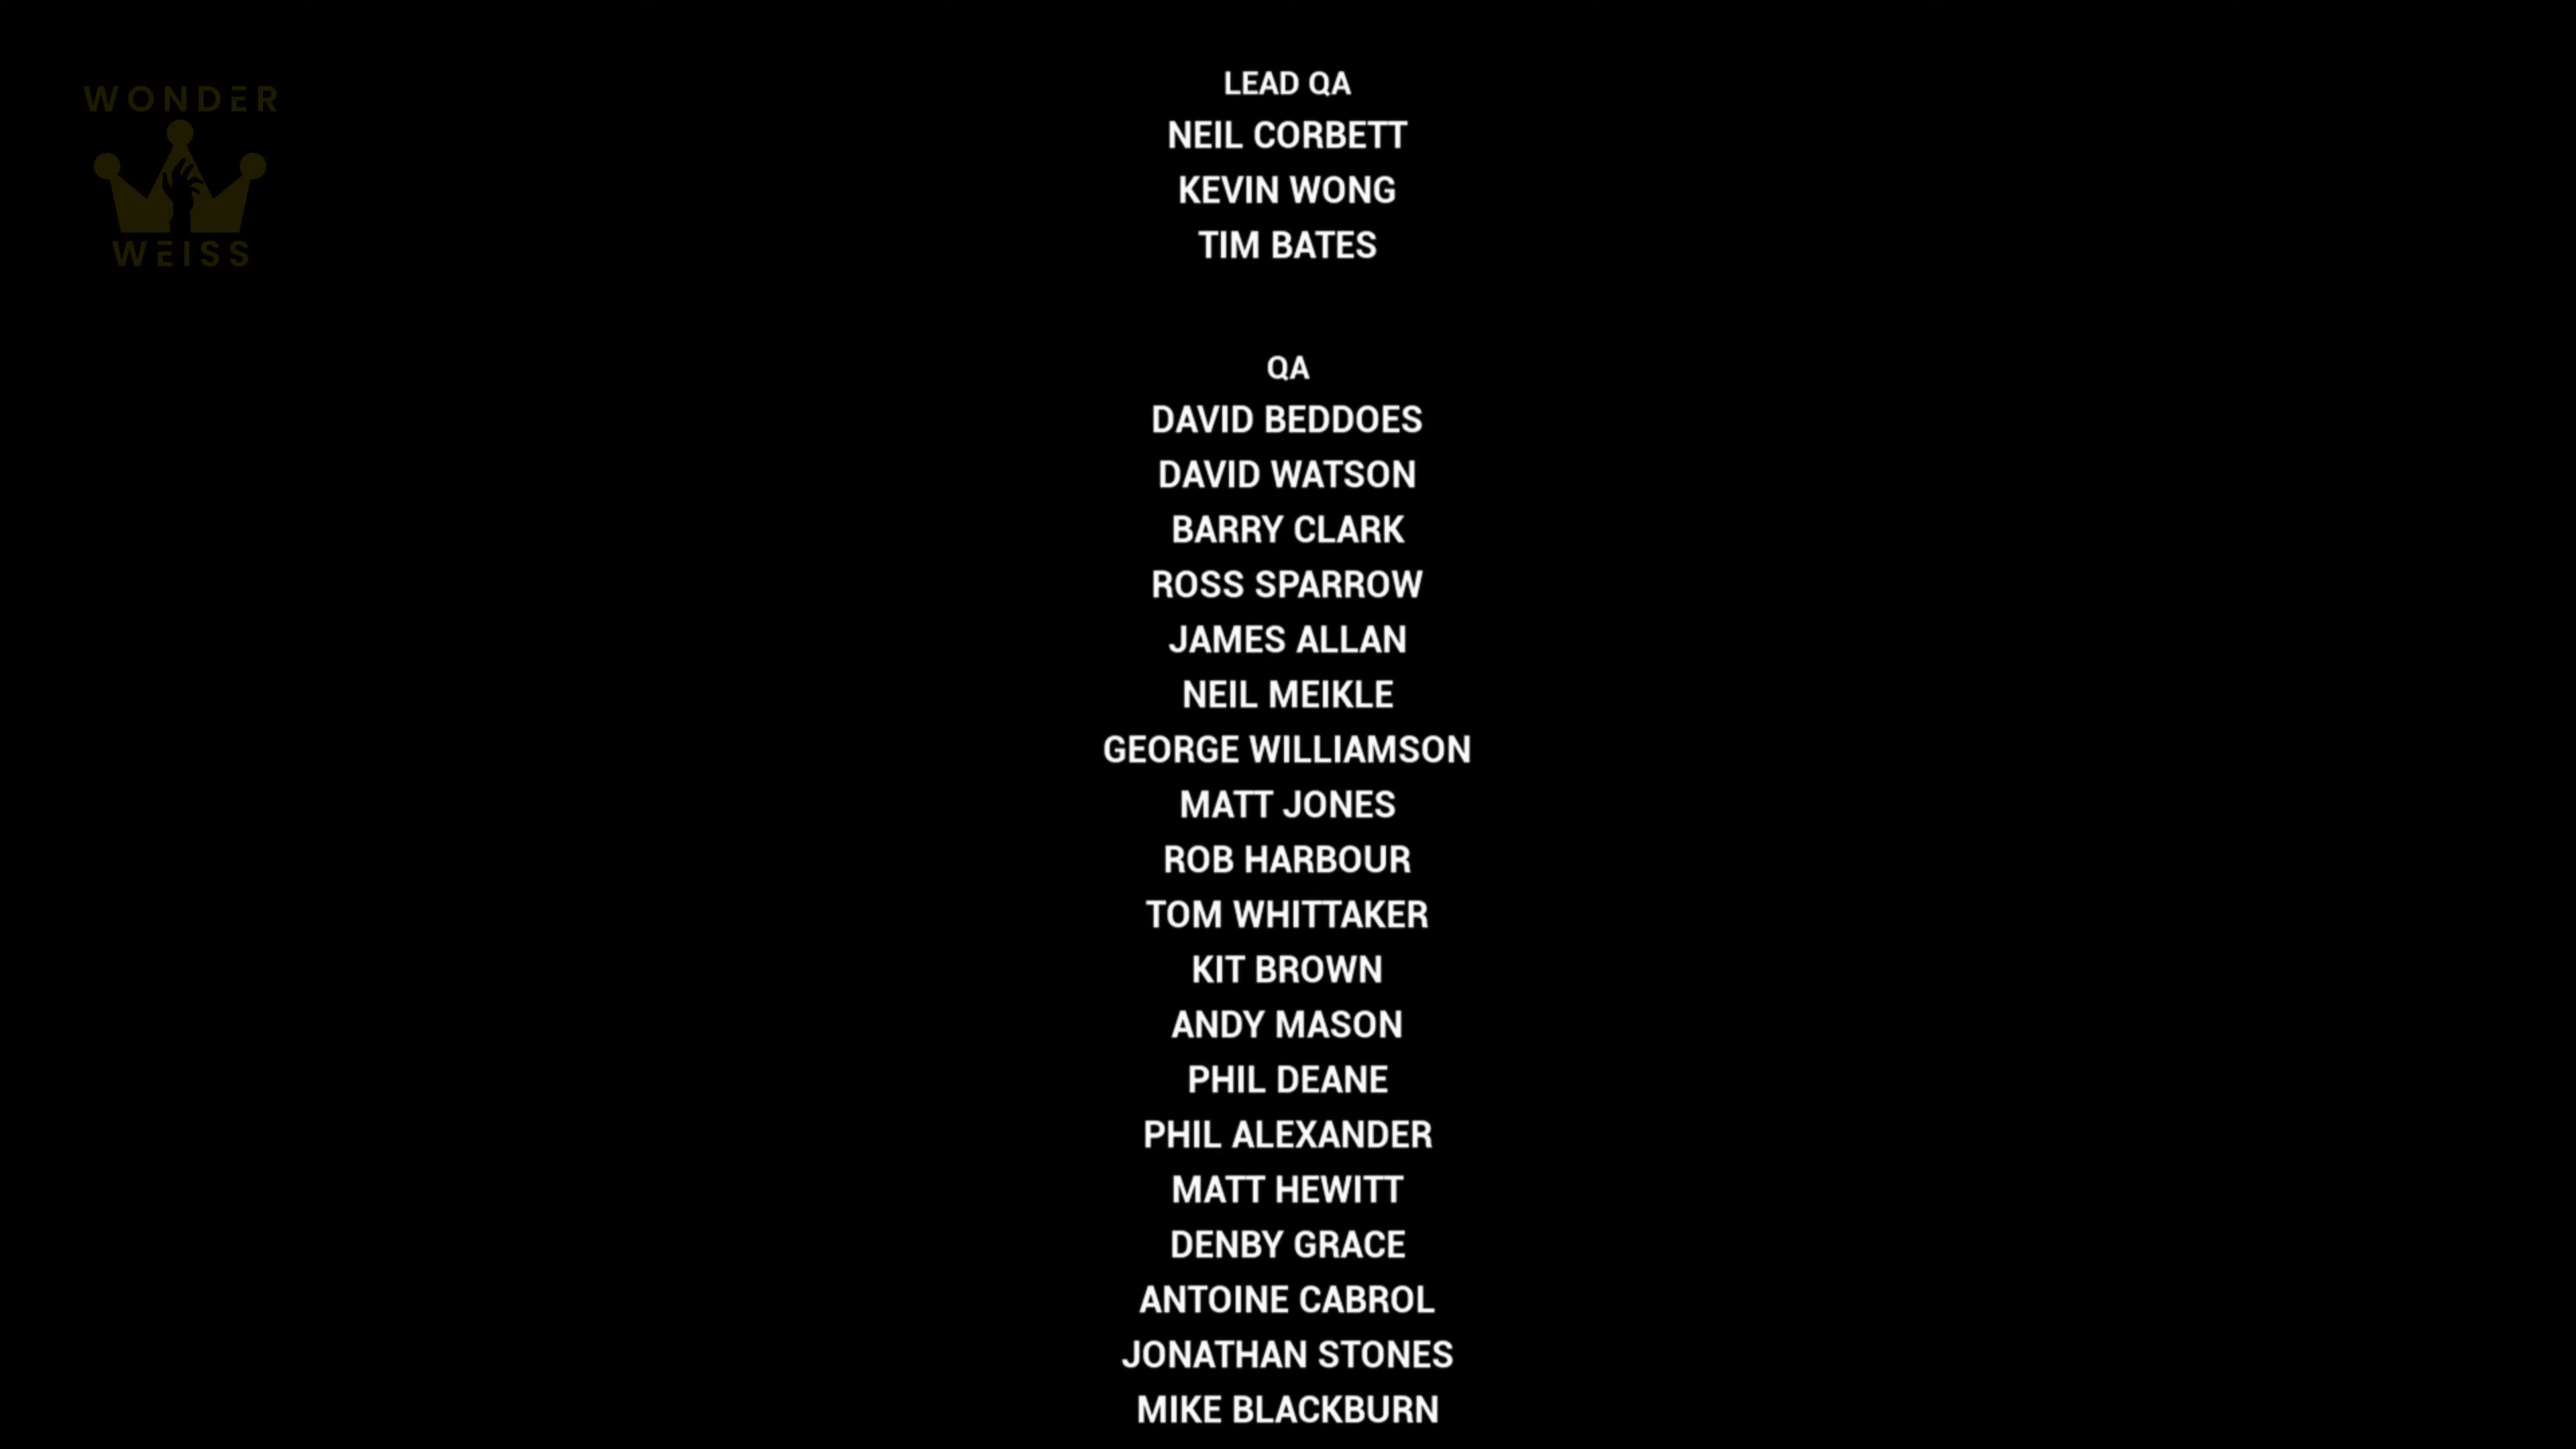 WONDER
WEISS
LEAD QA
NEIL CORBETT
KEVIN WONG
TIM BATES
QA
DAVID BEDDOES
DAVID WATSON
BARRY CLARK
ROSS SPARROW
JAMES ALLAN
NEIL MEIKLE
GEORGE WILLIAMSON
MATT JONES
ROB HARBOUR
TOM WHITTAKER
KIT BROWN
ANDY MASON
PHIL DEANE
PHIL ALEXANDER
MATT HEWITT
DENBY GRACE
ANTOINE CABROL
JONATHAN STONES
MIKE BLACKBURN